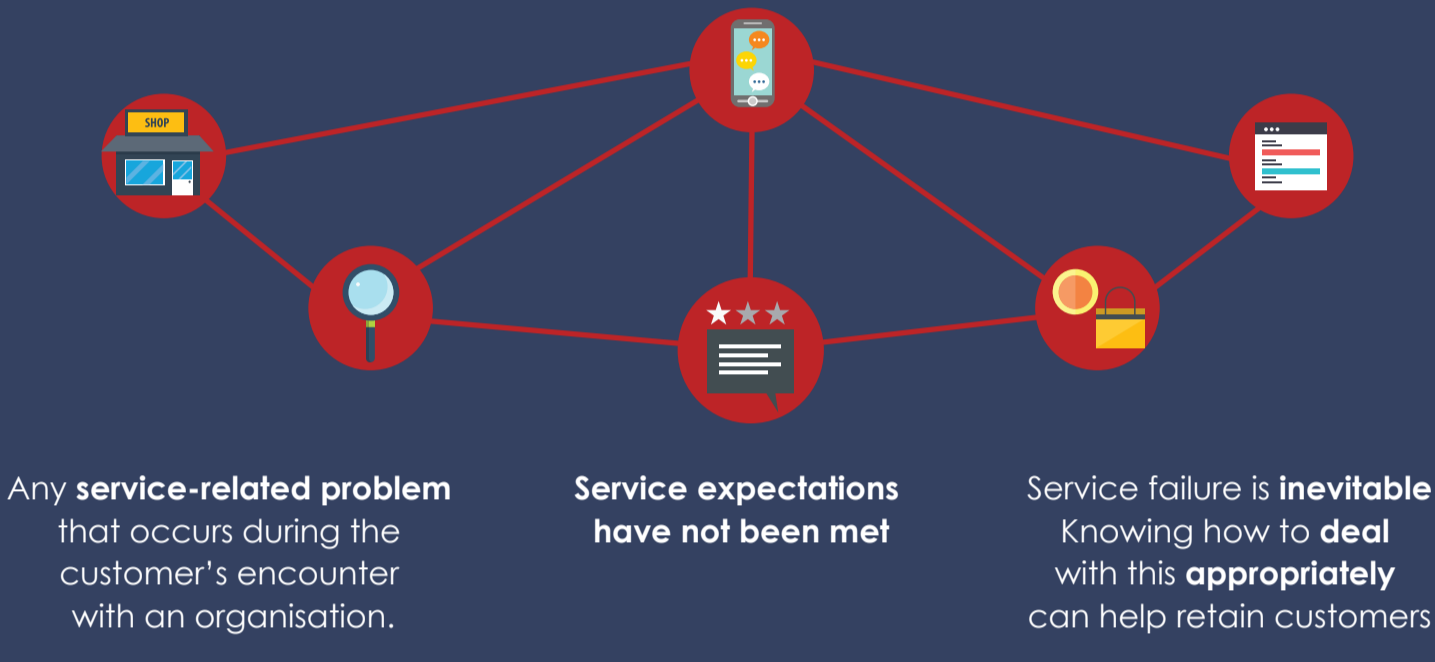 SHOP
Any service-related problem
that occurs during the
customer's encounter
with an organisation.
Service expectations
have not been met
Service failure is inevitable
Knowing how to deal
with this appropriately
can help retain customers